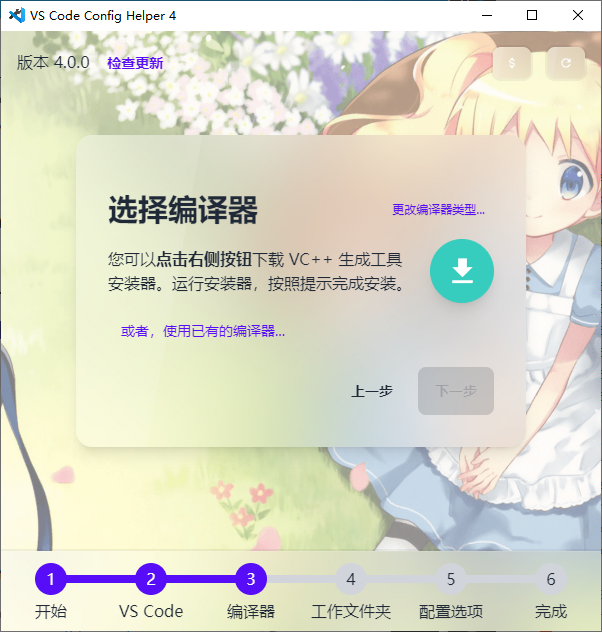 VS Code Config Helper 4
版本 4.0.0 检查更新
$
选择编译器
更改编译器类型...
您可以点击右侧按钮下载 VC++ 生成工具
安装器。运行安装器，按照提示完成安装。
或者，使用已有的编译器...
上一步 下一步
1 2 3 4 5 6
开始 VS Code 编译器 工作文件夹 配置选项 完成